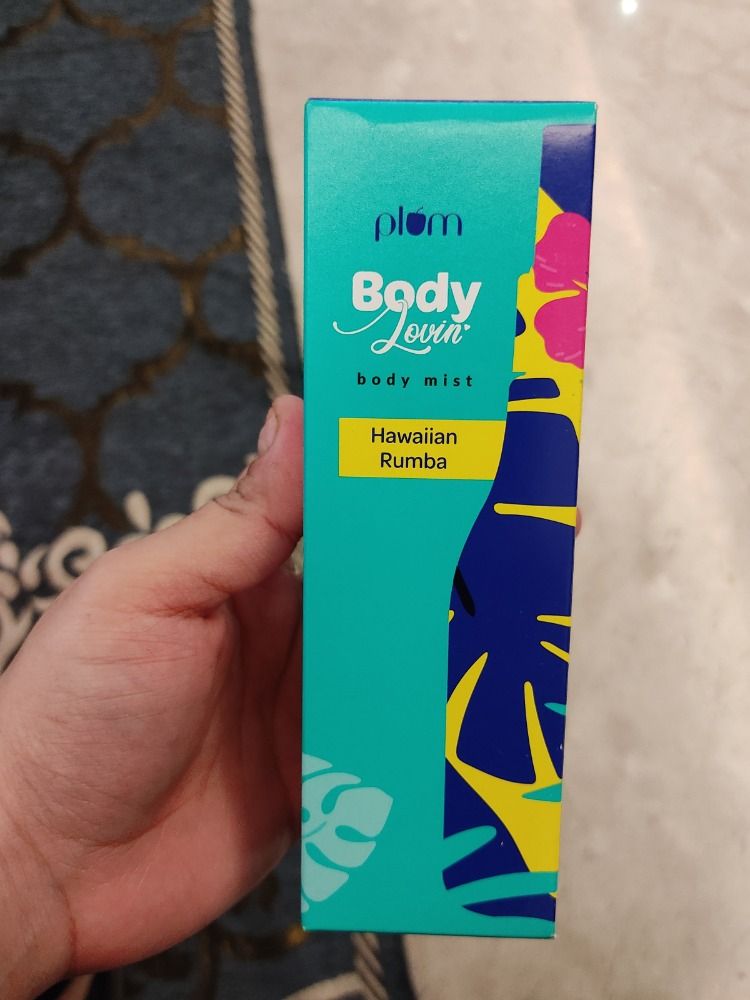 plum
Body
Lovin'
body mist
Hawaiian
Rumba